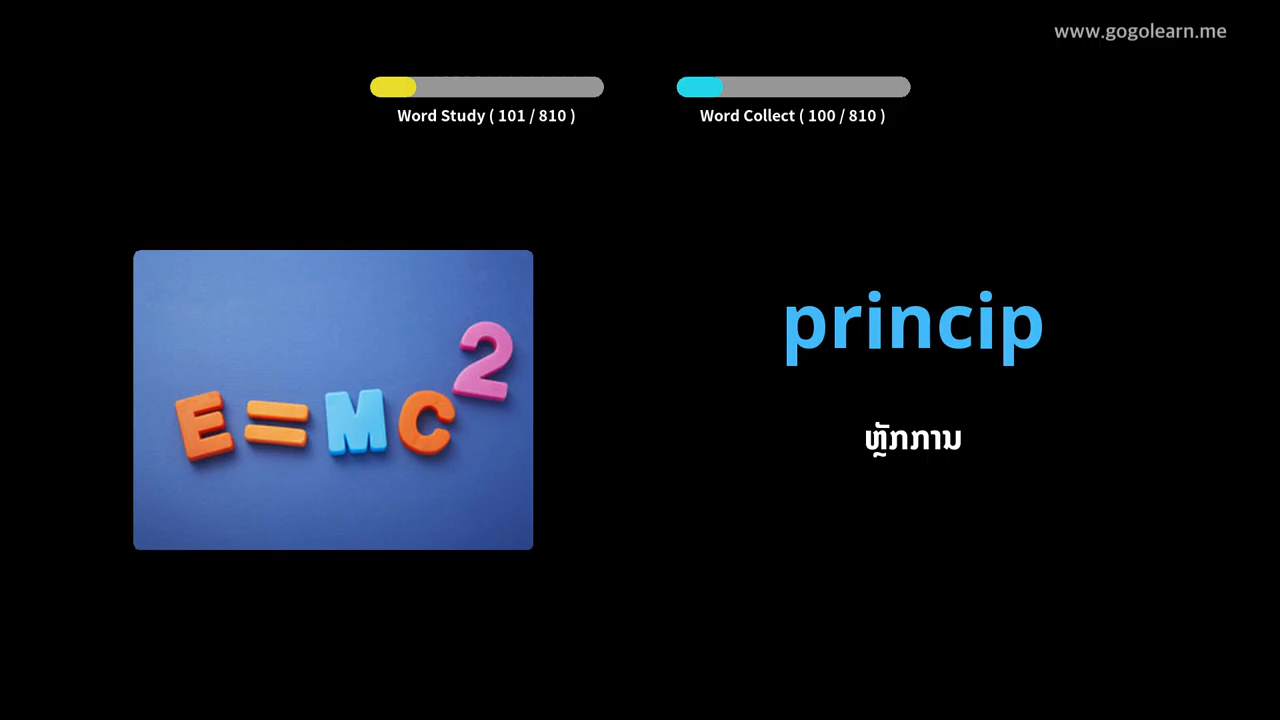 www.gogolearn.me
Word Study ( 101 / 810 )
Word Collect ( 100 / 810 )
E=MC²
princip
ຫຼັກການ